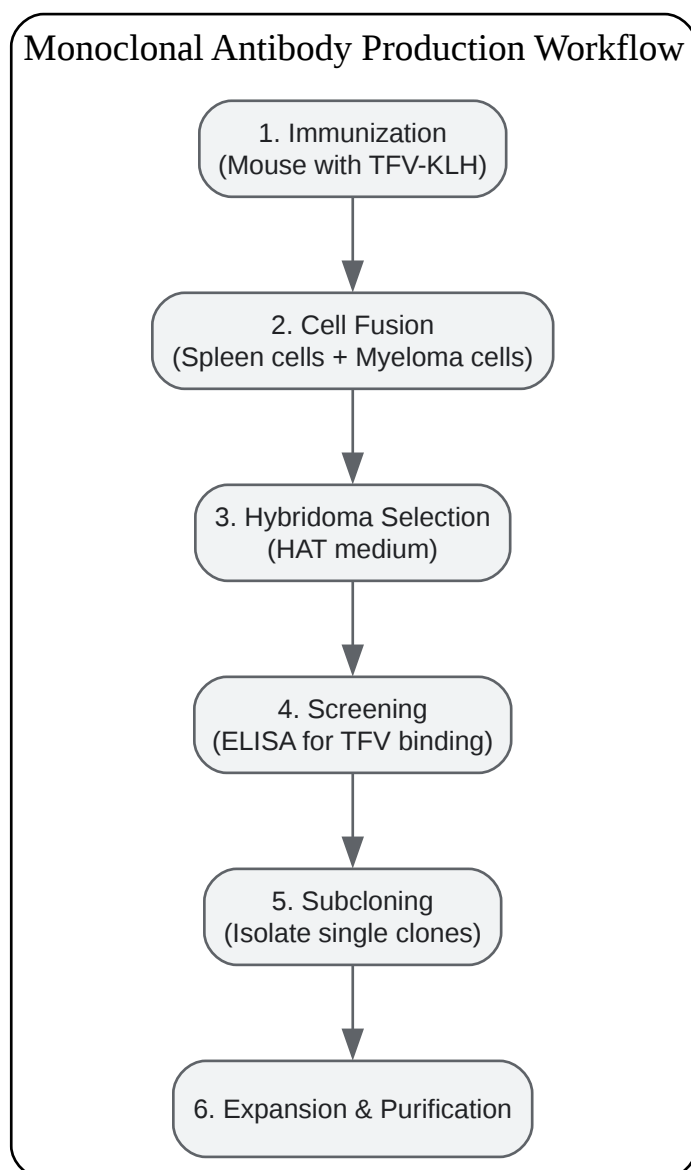 Monoclonal Antibody Production Workflow
1. Immunization
(Mouse with TFV-KLH)
2. Cell Fusion
(Spleen cells + Myeloma cells)
3. Hybridoma Selection
(HAT medium)
4. Screening
(ELISA for TFV binding)
5. Subcloning
(Isolate single clones)
6. Expansion & Purification